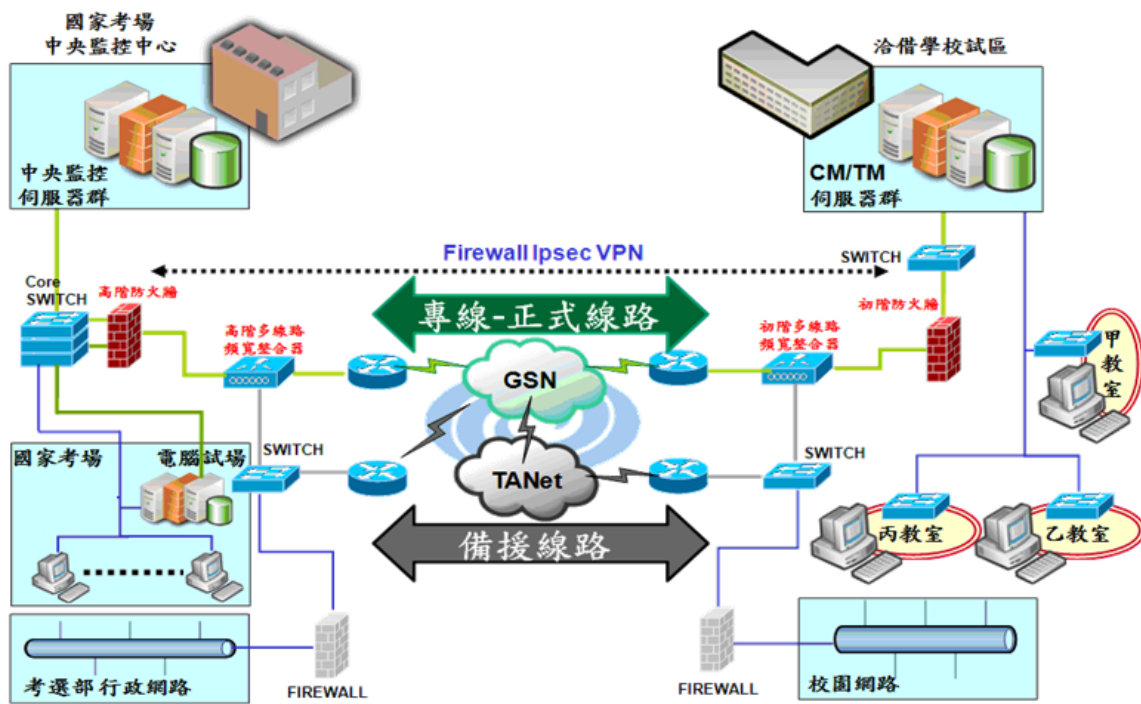 國家考場
中央監控中心
洽借學校試區
中央監控
伺服器群
CM/TM
伺服器群
Firewall Ipsec VPN
SWITCH
Core
SWITCH
高階防火牆
專線-正式線路
初階防火牆
高階多線路
頻寬整合器
初階多線路
頻寬整合器
GSN
甲教室
國家考場
電腦試場
SWITCH
SWITCH
TANet
備援線路
丙教室
乙教室
考選部行政網路
FIREWALL
FIREWALL
校園網路